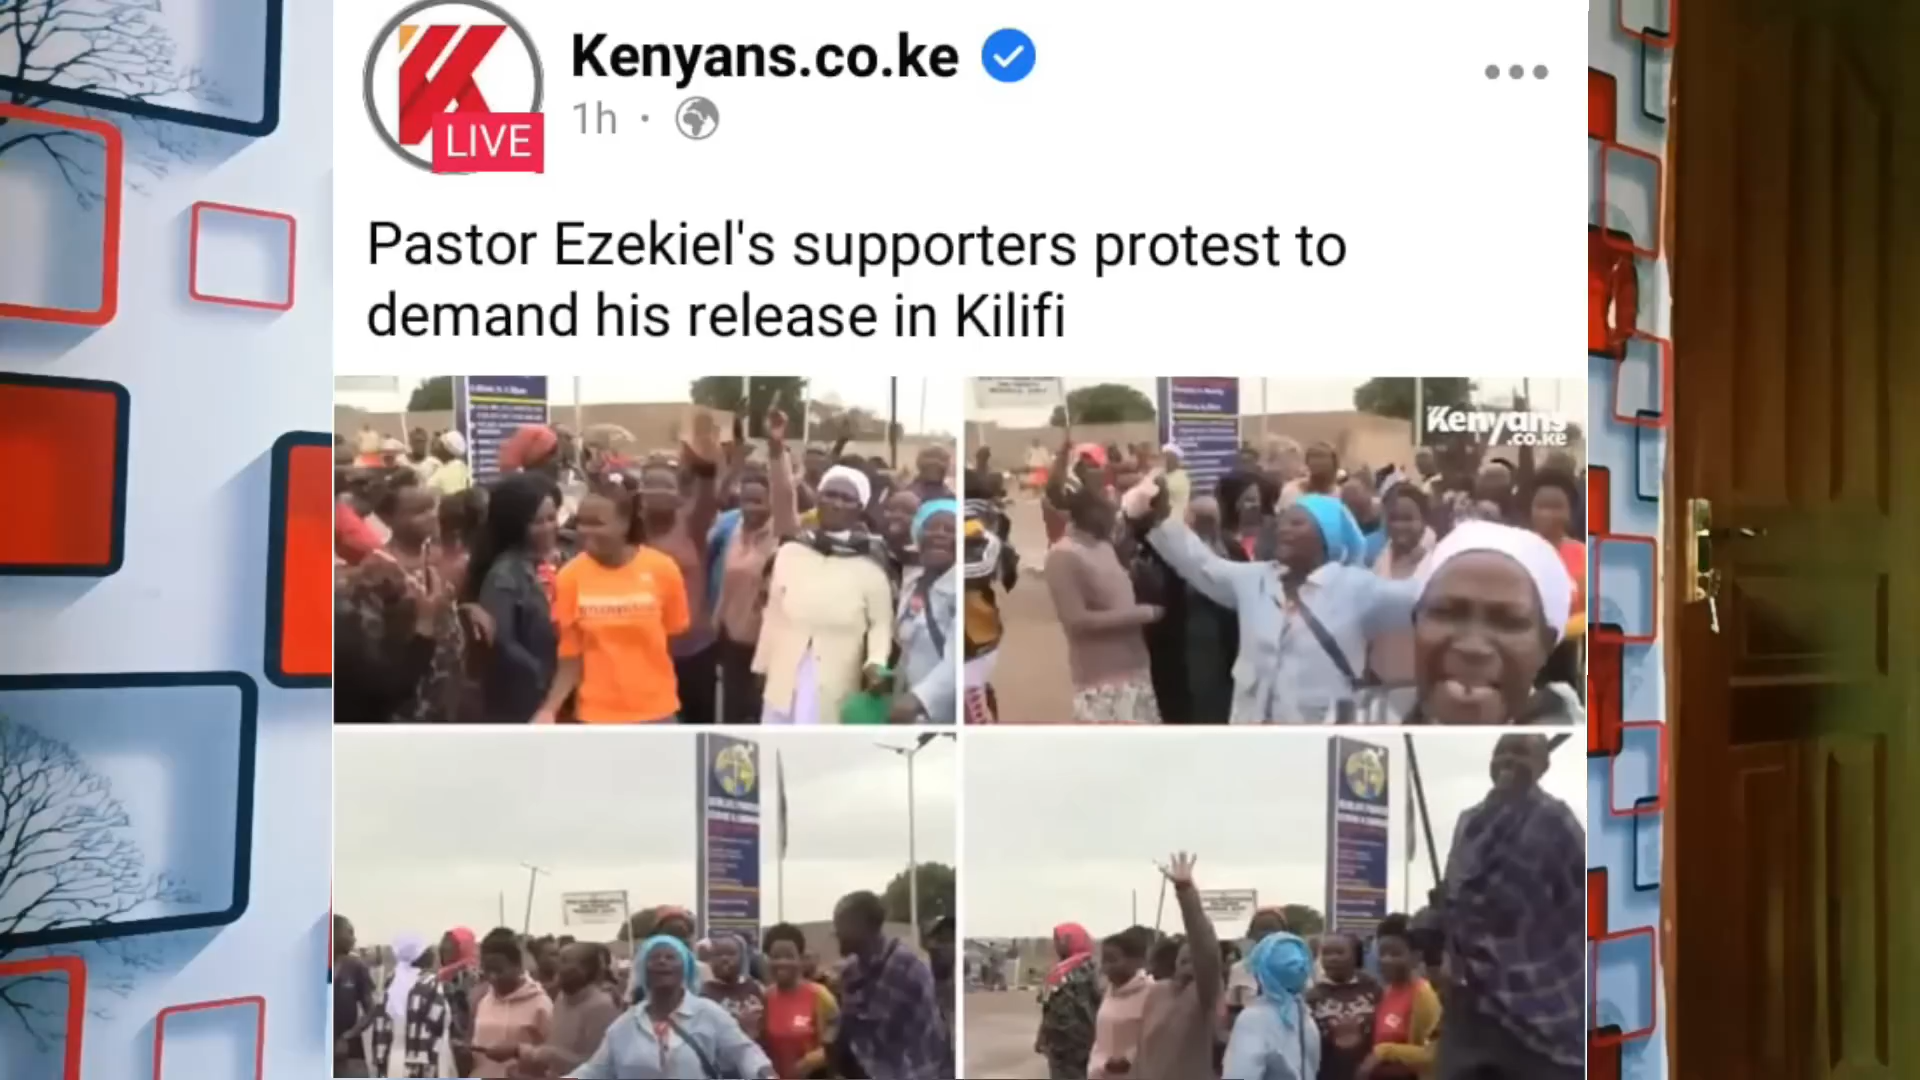 Kenyans.co.ke
1h ·
LIVE
Pastor Ezekiel's supporters protest to
demand his release in Kilifi
Kenyans
.co.ke